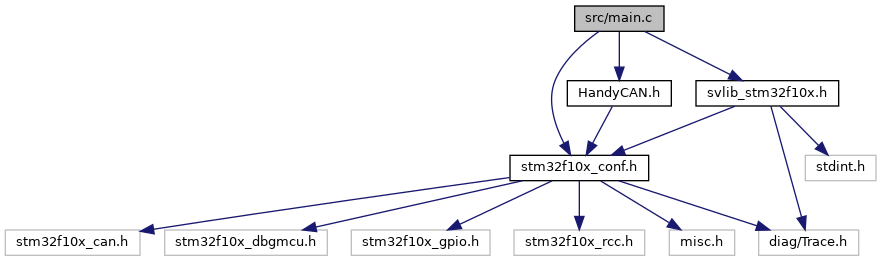 src/main.c
HandyCAN.h
svlib_stm32f10x.h
stm32f10x_conf.h
stdint.h
stm32f10x_can.h
stm32f10x_dbgmcu.h
stm32f10x_gpio.h
stm32f10x_rcc.h
misc.h
diag/Trace.h